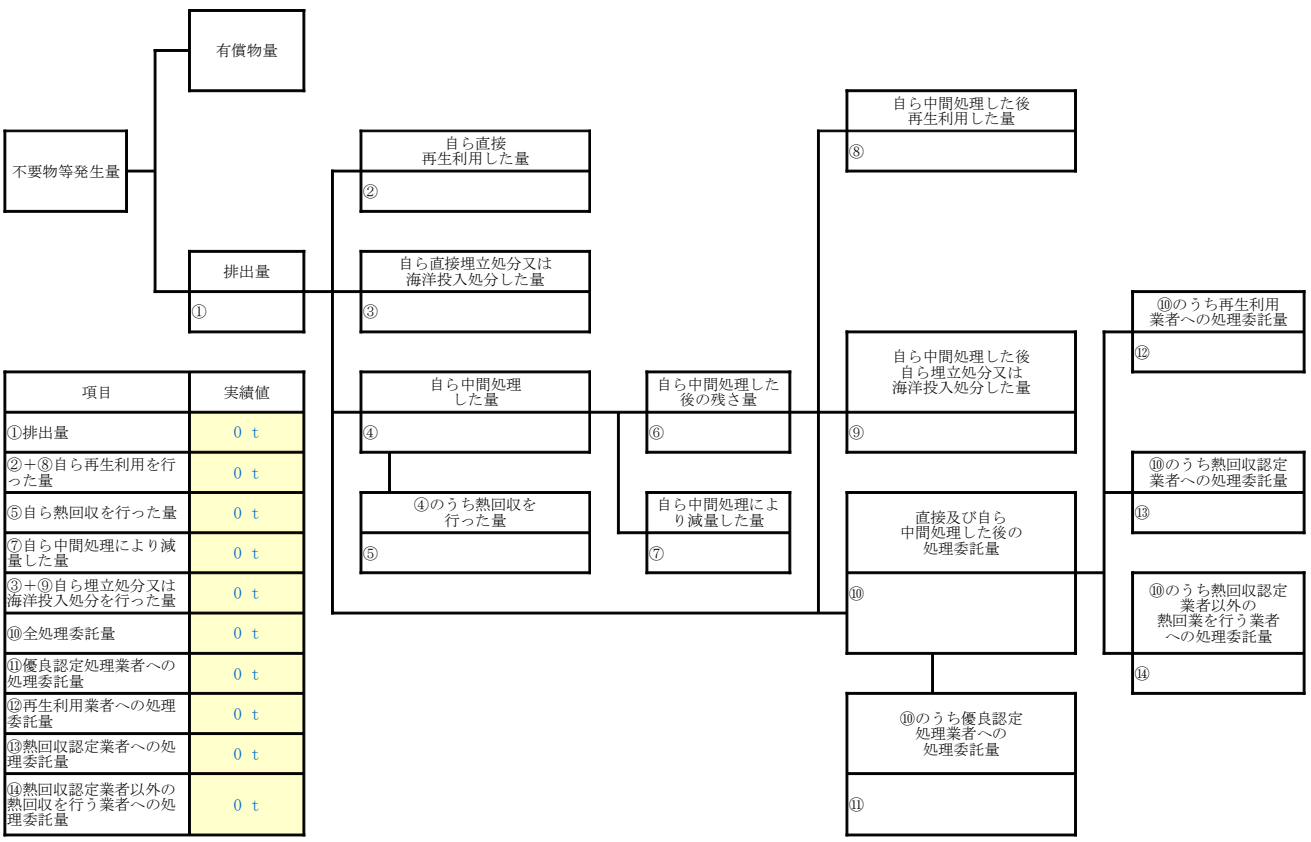 有償物量
不要物等発生量
排出量
①
自ら直接
再生利用した量
②
自ら直接埋立処分又は
海洋投入処分した量
③
自ら中間処理
した量
④
④のうち熱回収を
行った量
⑤
自ら中間処理した
後の残さ量
⑥
自ら中間処理によ
り減量した量
⑦
自ら中間処理した後
再生利用した量
⑧
自ら中間処理した後
自ら埋立処分又は
海洋投入処分した量
⑨
直接及び自ら
中間処理した後の
処理委託量
⑩
⑩のうち優良認定
処理業者への
処理委託量
⑪
⑩のうち再生利用
業者への処理委託量
⑫
⑩のうち熱回収認定
業者への処理委託量
⑬
⑩のうち熱回収認定
業者以外の
熱回業を行う業者
への処理委託量
⑭
項目 実績値
①排出量 0 t
②＋⑧自ら再生利用を行
った量 0 t
⑤自ら熱回収を行った量 0 t
⑦自ら中間処理により減
量した量 0 t
③＋⑨自ら埋立処分又は
海洋投入処分を行った量 0 t
⑩全処理委託量 0 t
⑪優良認定処理業者への
処理委託量 0 t
⑫再生利用業者への処理
委託量 0 t
⑬熱回収認定業者への処
理委託量 0 t
⑭熱回収認定業者以外の
熱回収を行う業者への処
理委託量 0 t